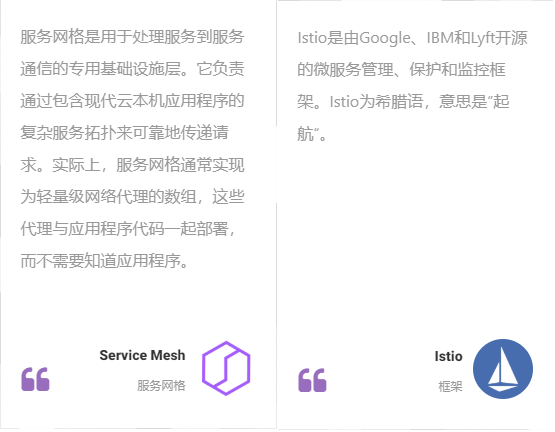 服务网格是用于处理服务到服务
通信的专用基础设施层。它负责
通过包含现代云本机应用程序的
复杂服务拓扑来可靠地传递请
求。实际上，服务网格通常实现
为轻量级网络代理的数组，这些
代理与应用程序代码一起部署，
而不需要知道应用程序。
Service Mesh
服务网格
Istio是由Google、IBM和Lyft开源
的微服务管理、保护和监控框
架。Istio为希腊语，意思是”起
航“。
Istio
框架